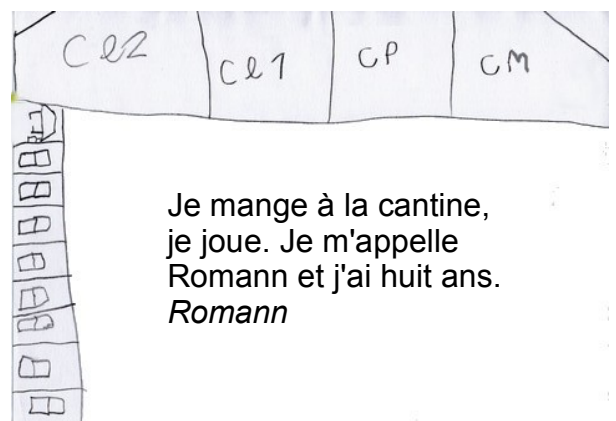 Ce2 Ce1 CP CM
Je mange à la cantine,
je joue. Je m'appelle
Romann et j'ai huit ans.
Romann